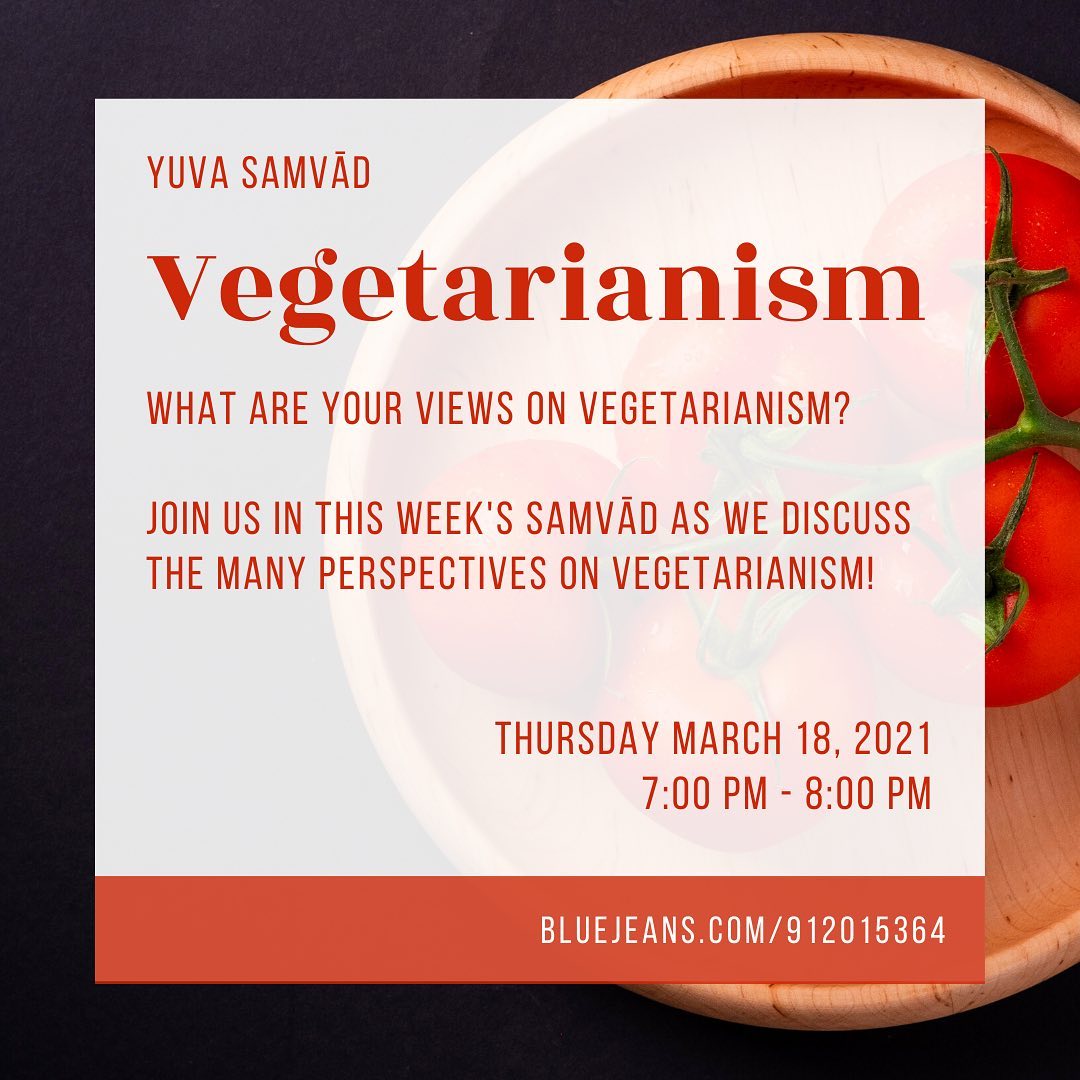 YUVA SAMVĀD
Vegetarianism
WHAT ARE YOUR VIEWS ON VEGETARIANISM?
JOIN US IN THIS WEEK'S SAMVĀD AS WE DISCUSS
THE MANY PERSPECTIVES ON VEGETARIANISM!
THURSDAY MARCH 18, 2021
7:00 PM - 8:00 PM
BLUEJEANS.COM/912015364